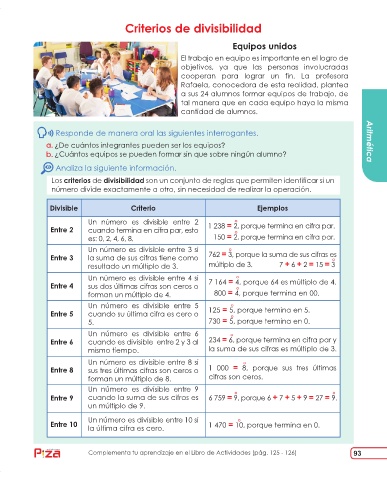 Criterios de divisibilidad
Equipos unidos
El trabajo en equipo es importante en el logro de
objetivos, ya que las personas involucradas
cooperan para lograr un fin. La profesora
Rafaela, conocedora de esta realidad, plantea
a sus 24 alumnos formar equipos de trabajo, de
tal manera que en cada equipo haya la misma
cantidad de alumnos.
Aritmética
Responde de manera oral las siguientes interrogantes.
a. ¿De cuántos integrantes pueden ser los equipos?
b. ¿Cuántos equipos se pueden formar sin que sobre ningún alumno?
Analiza la siguiente información.
Los criterios de divisibilidad son un conjunto de reglas que permiten identificar si un
número divide exactamente a otro, sin necesidad de realizar la operación.
Divisible Criterio Ejemplos
Entre 2
Un número es divisible entre 2
cuando termina en cifra par, esto
es: 0, 2, 4, 6, 8.
1 238 = 2̊, porque termina en cifra par.
150 = 2̊, porque termina en cifra par.
Entre 3
Un número es divisible entre 3 si
la suma de sus cifras tiene como
resultado un múltiplo de 3.
762 = 3̊, porque la suma de sus cifras es
múltiplo de 3. 7 + 6 + 2 = 15 = 3̊
Entre 4
Un número es divisible entre 4 si
sus dos últimas cifras son ceros o
forman un múltiplo de 4.
7 164 = 4̊, porque 64 es múltiplo de 4.
800 = 4̊, porque termina en 00.
Entre 5
Un número es divisible entre 5
cuando su última cifra es cero o
5.
125 = 5̊, porque termina en 5.
730 = 5̊, porque termina en 0.
Entre 6
Un número es divisible entre 6
cuando es divisible entre 2 y 3 al
mismo tiempo.
234 = 6̊, porque termina en cifra par y
la suma de sus cifras es múltiplo de 3.
Entre 8
Un número es divisible entre 8 si
sus tres últimas cifras son ceros o
forman un múltiplo de 8.
1 000 = 8̊, porque sus tres últimas
cifras son ceros.
Entre 9
Un número es divisible entre 9
cuando la suma de sus cifras es
un múltiplo de 9.
6 759 = 9̊, porque 6 + 7 + 5 + 9 = 27 = 9̊.
Entre 10
Un número es divisible entre 10 si
la última cifra es cero.
1 470 = 10̊, porque termina en 0.
Pizza
Complementa tu aprendizaje en el Libro de Actividades (pág. 125 - 126)
93